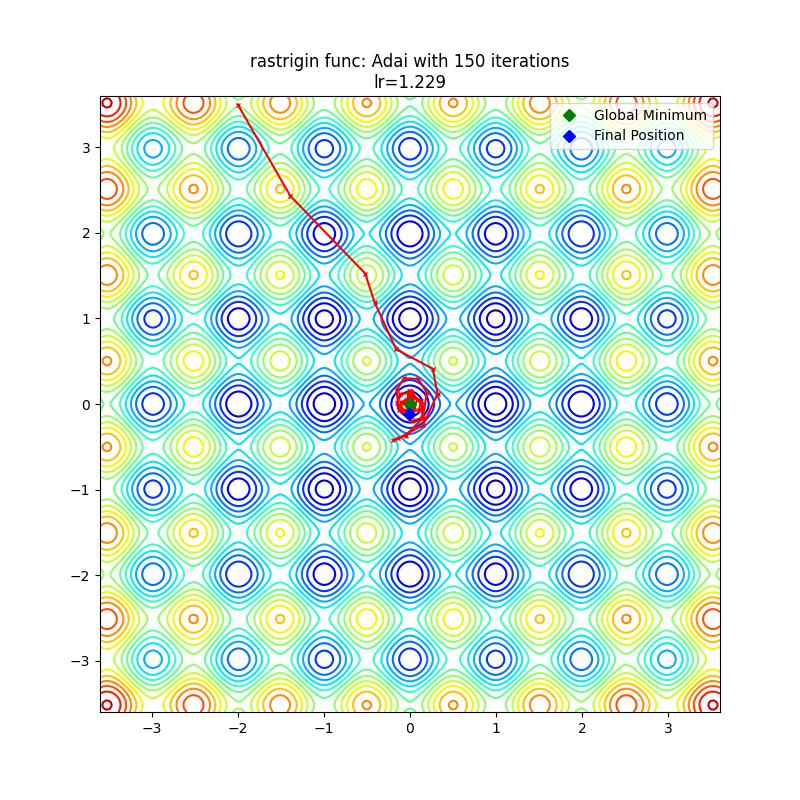 rastrigin func: Adai with 150 iterations
lr=1.229
Global Minimum
Final Position
3
2
1
0
−1
−2
−3
−3 −2 −1 0 1 2 3